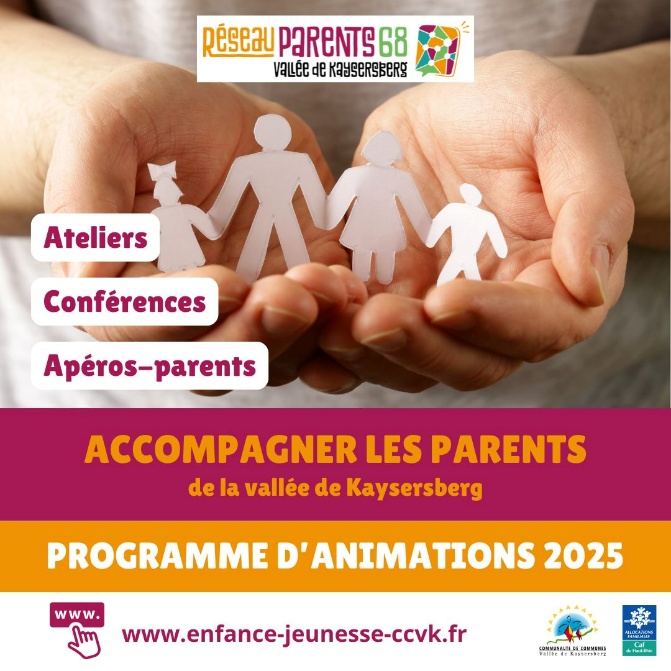 RÉSEAU PARENTS 68
VALLÉE DE KAYSERSBERG
Ateliers
Conférences
Apéros-parents
ACCOMPAGNER LES PARENTS
de la vallée de Kaysersberg
PROGRAMME D'ANIMATIONS 2025
www.
www.enfance-jeunesse-ccvk.fr
COMMUNAUTÉ DE COMMUNES
Vallée de Kaysersberg
ALLOCATIONS
FAMILIALES
Caf
du Haut-Rhin